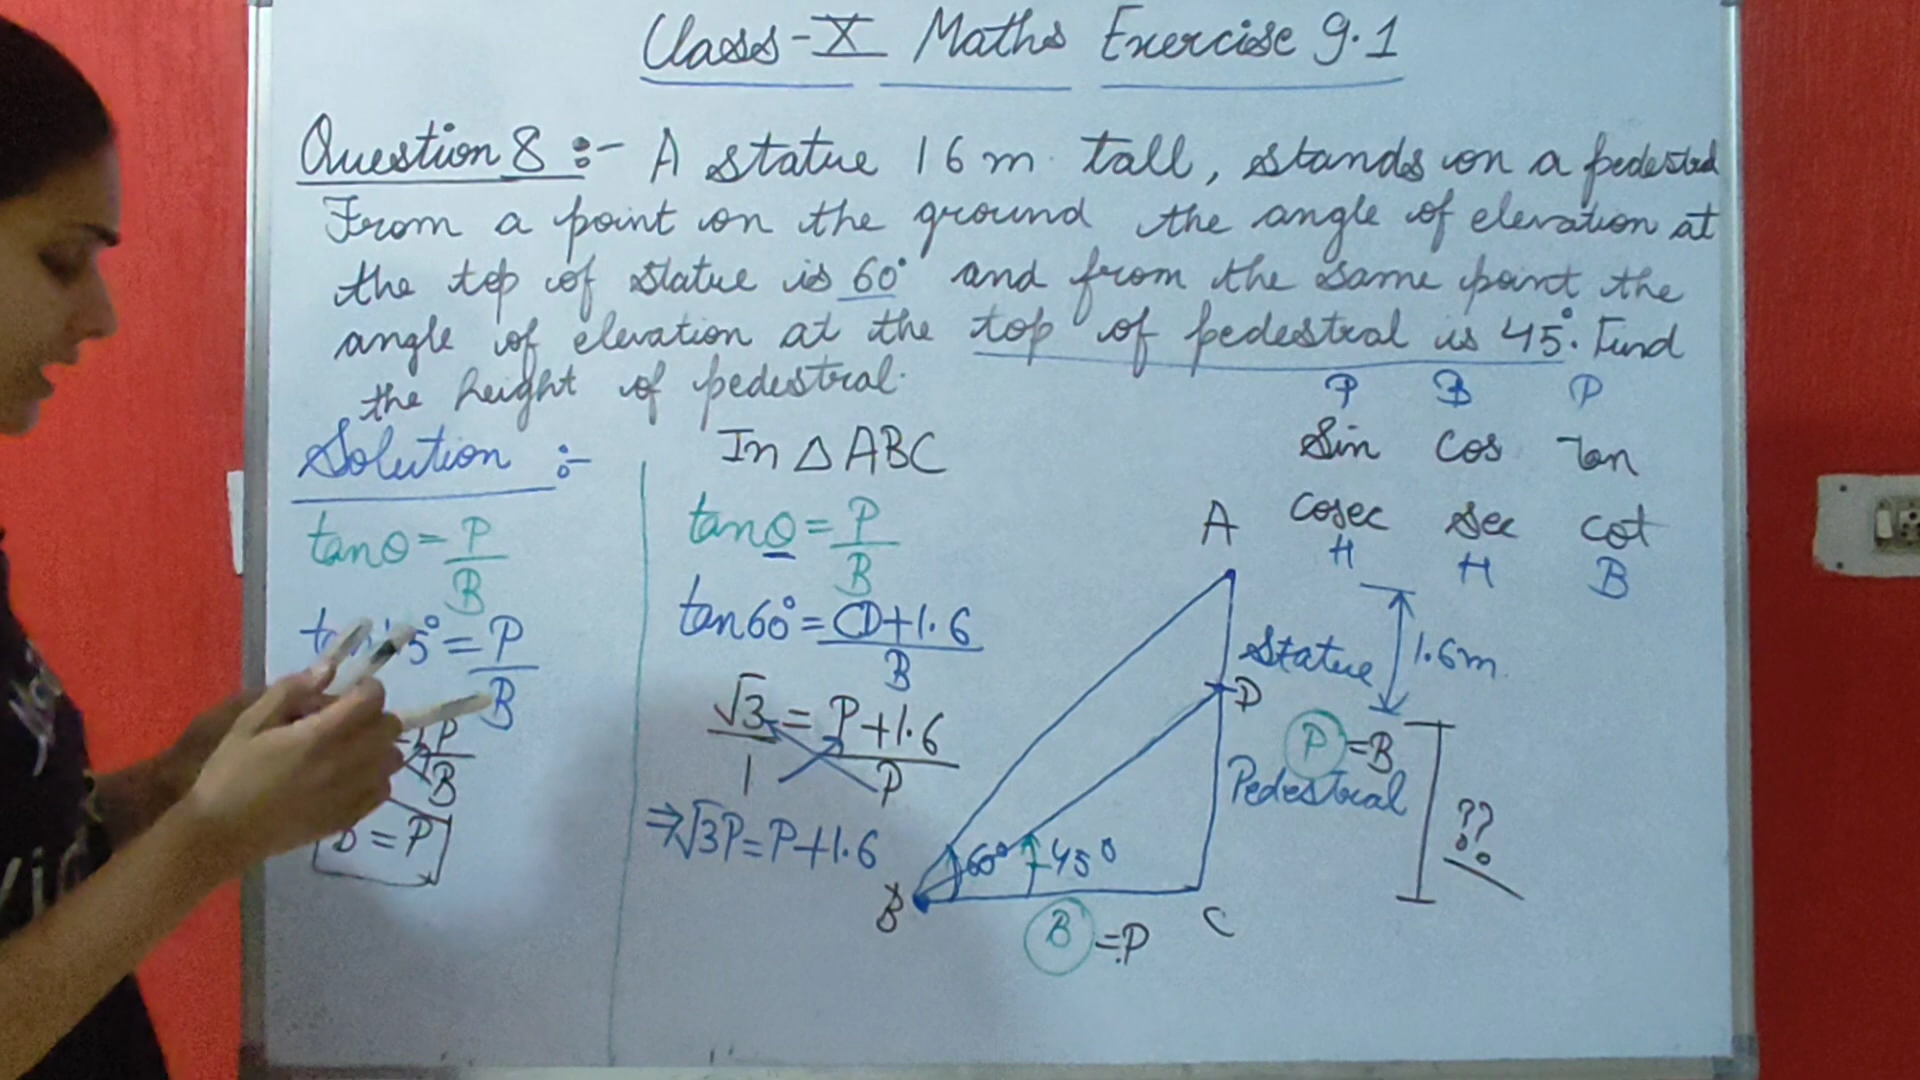 Class-X Maths Exercise 9.1
Question 8 :- A statue 16 m tall, stands on a pedestal
From a point on the ground the angle of elevation at
the top of statue is 60° and from the same point the
angle of elevation at the top of pedestral is 45°. Find
the height of pedestral.
Solution :-
tanθ = P/B
5° = P/B
P/B
B = P
In △ ABC
tanθ = P/B
tan60° = CD+1.6/B
√3/1 = P+1.6/P
⇒√3P = P+1.6
P B P
Sin Cos Tan
Cosec Sec Cot
H H B
A
Statue 1.6m
D
P = B
Pedestral
??
60° 45°
B C
B = P